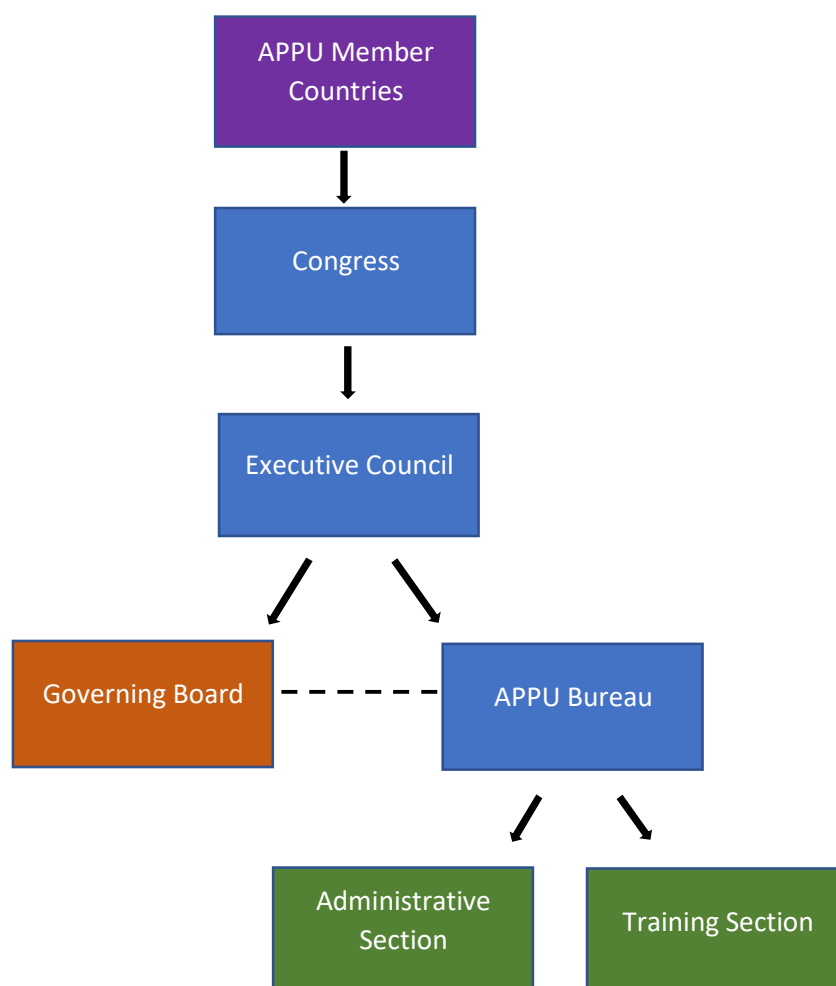 APPU Member
Countries
Congress
Executive Council
Governing Board
APPU Bureau
Administrative
Section
Training Section